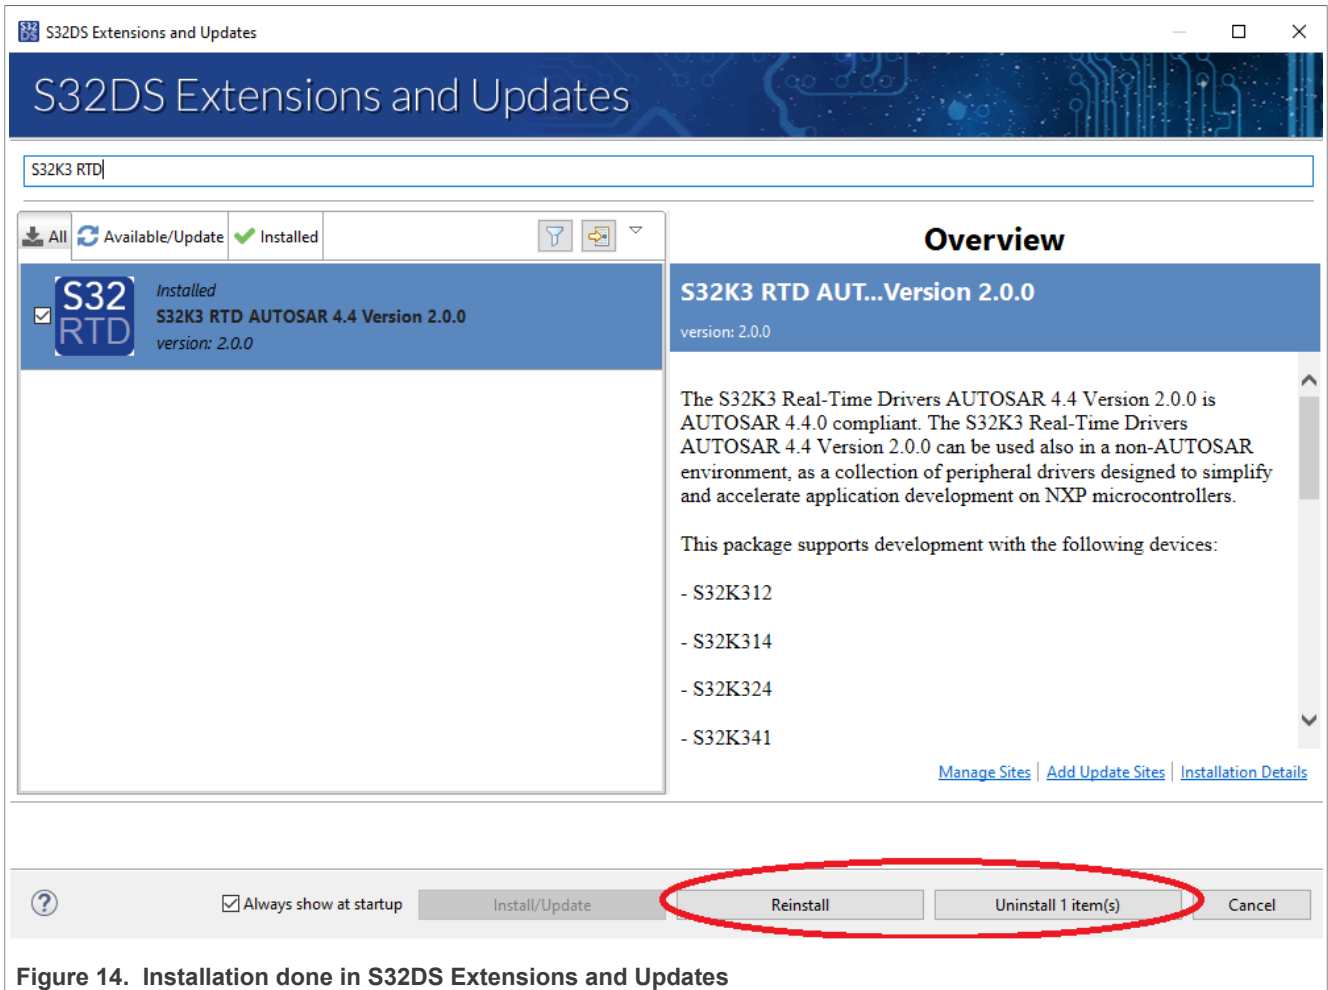 S32DS Extensions and Updates
S32DS Extensions and Updates
S32K3 RTD
All
Available/Update
Installed
S32
RTD
Installed
S32K3 RTD AUTOSAR 4.4 Version 2.0.0
version: 2.0.0
Overview
S32K3 RTD AUT...Version 2.0.0
version: 2.0.0
The S32K3 Real-Time Drivers AUTOSAR 4.4 Version 2.0.0 is
AUTOSAR 4.4.0 compliant. The S32K3 Real-Time Drivers
AUTOSAR 4.4 Version 2.0.0 can be used also in a non-AUTOSAR
environment, as a collection of peripheral drivers designed to simplify
and accelerate application development on NXP microcontrollers.
This package supports development with the following devices:
- S32K312
- S32K314
- S32K324
- S32K341
Manage Sites | Add Update Sites | Installation Details
Always show at startup
Install/Update
Reinstall
Uninstall 1 item(s)
Cancel
Figure 14. Installation done in S32DS Extensions and Updates